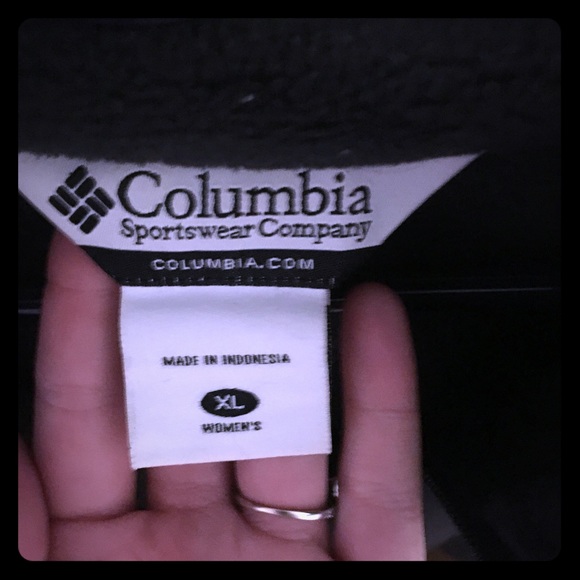 Columbia
Sportswear Company
COLUMBIA.COM
MADE IN INDONESIA
XL
WOMEN'S